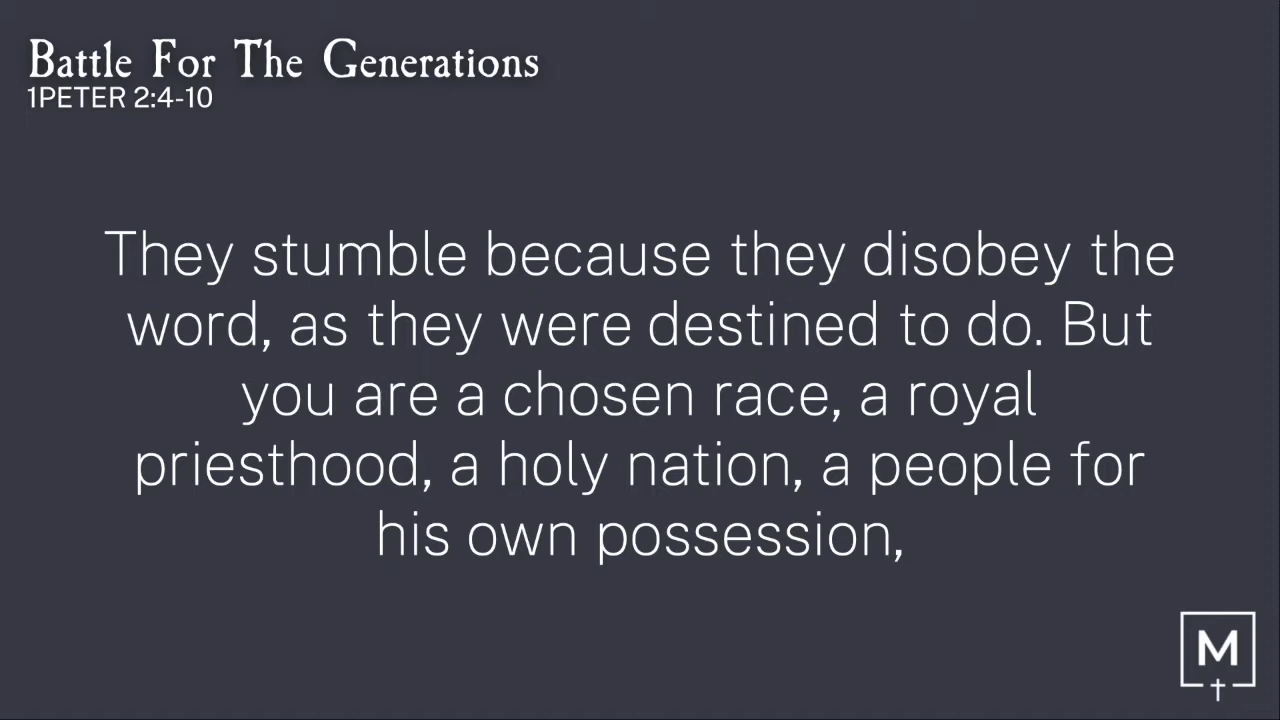 Battle For The Generations
1PETER 2:4-10
They stumble because they disobey the
word, as they were destined to do. But
you are a chosen race, a royal
priesthood, a holy nation, a people for
his own possession,
M